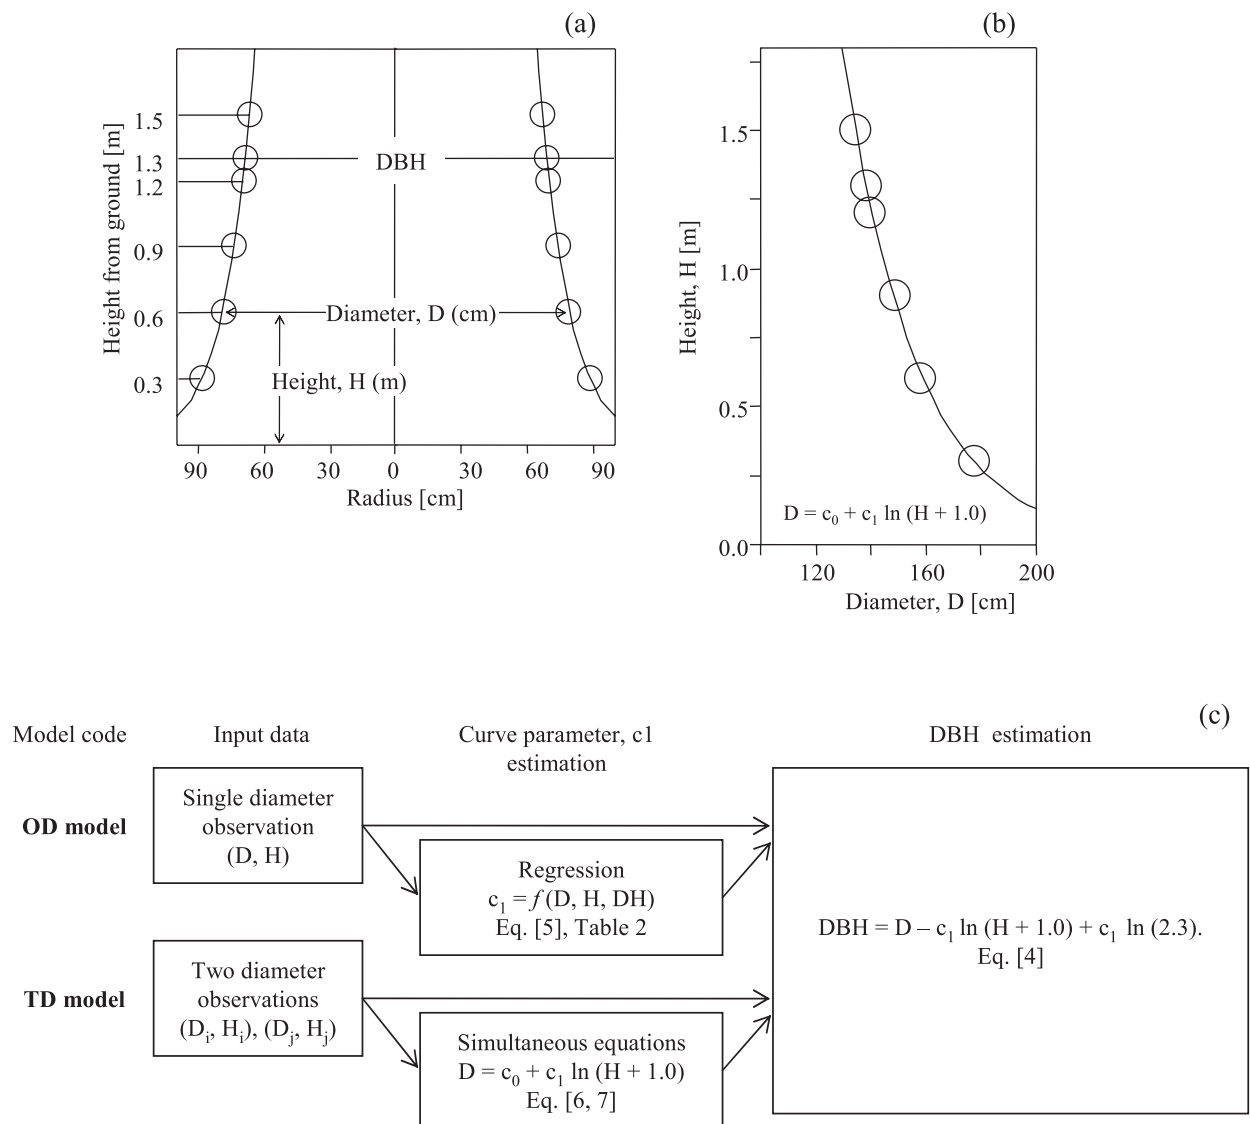 (a)
Height from ground [m]
1.5
1.3
1.2
0.9
0.6
0.3
DBH
Diameter, D (cm)
Height, H (m)
90
60
30
0
30
60
90
Radius [cm]
(b)
Height, H [m]
1.5
1.0
0.5
0.0
D = c0 + c1 ln (H + 1.0)
120
160
200
Diameter, D [cm]
(c)
Model code
Input data
Curve parameter, c1
estimation
DBH estimation
OD model
Single diameter
observation
(D, H)
Regression
c1 = f (D, H, DH)
Eq. [5], Table 2
TD model
Two diameter
observations
(Di, Hi), (Dj, Hj)
Simultaneous equations
D = c0 + c1 ln (H + 1.0)
Eq. [6, 7]
DBH = D – c1 ln (H + 1.0) + c1 ln (2.3).
Eq. [4]